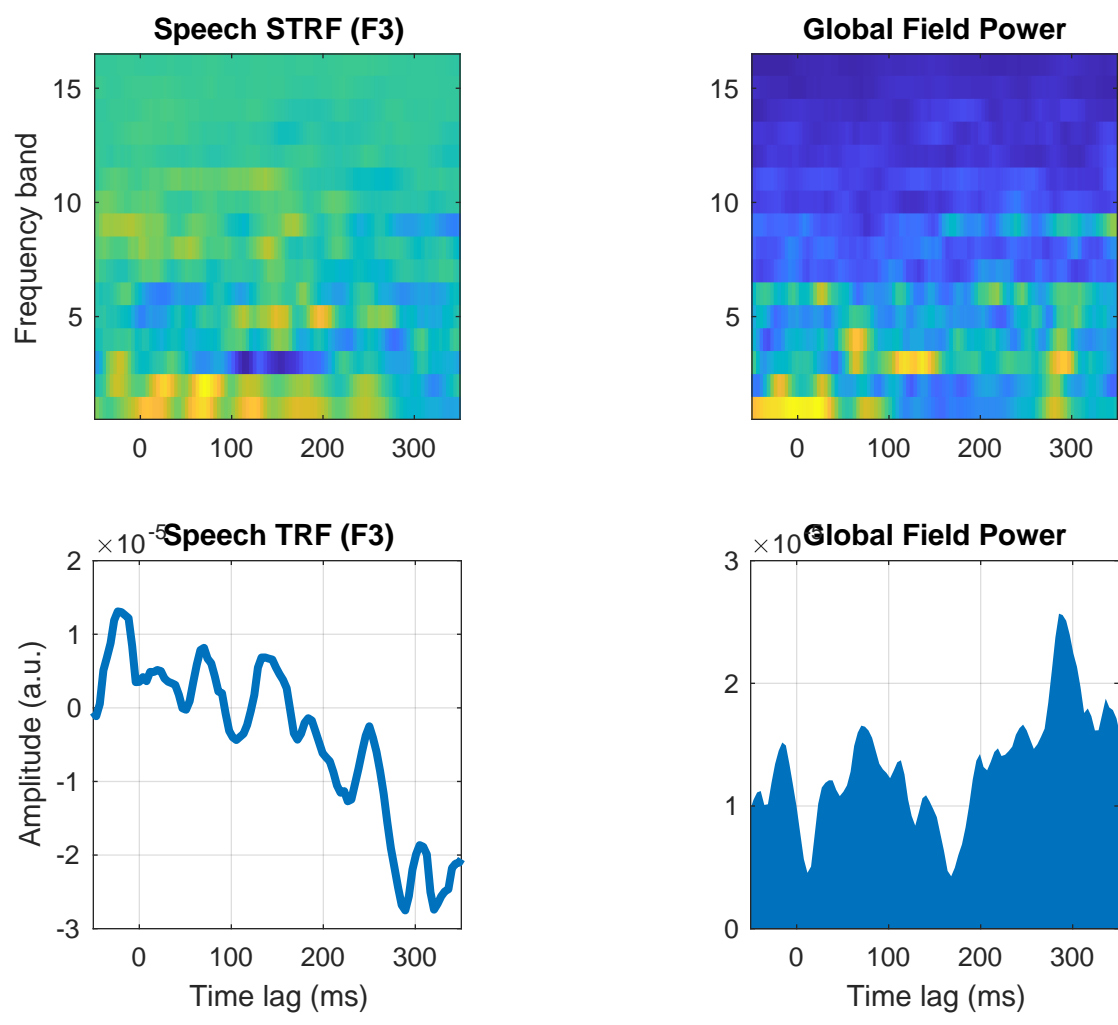 Speech STRF (F3)
Frequency band
15
10
5
0 100 200 300
Global Field Power
15
10
5
0 100 200 300
Speech TRF (F3)
×10^-5
Amplitude (a.u.)
2
1
0
-1
-2
-3
0 100 200 300
Time lag (ms)
Global Field Power
×10^-5
3
2
1
0
0 100 200 300
Time lag (ms)